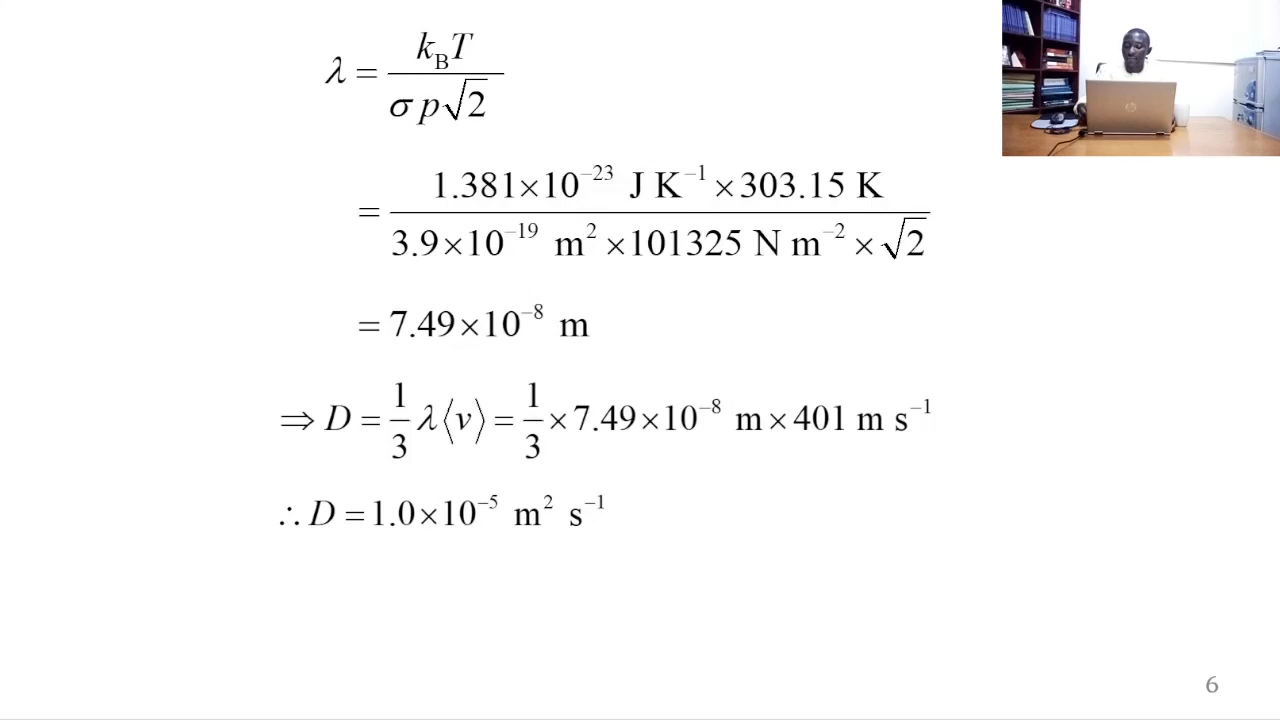 λ = k_B T / (σ p √2)
= (1.381×10⁻²³ J K⁻¹ × 303.15 K) / (3.9×10⁻¹⁹ m² × 101325 N m⁻² × √2)
= 7.49×10⁻⁸ m
⇒ D = 1/3 λ⟨v⟩ = 1/3 × 7.49×10⁻⁸ m × 401 m s⁻¹
∴ D = 1.0×10⁻⁵ m² s⁻¹
6